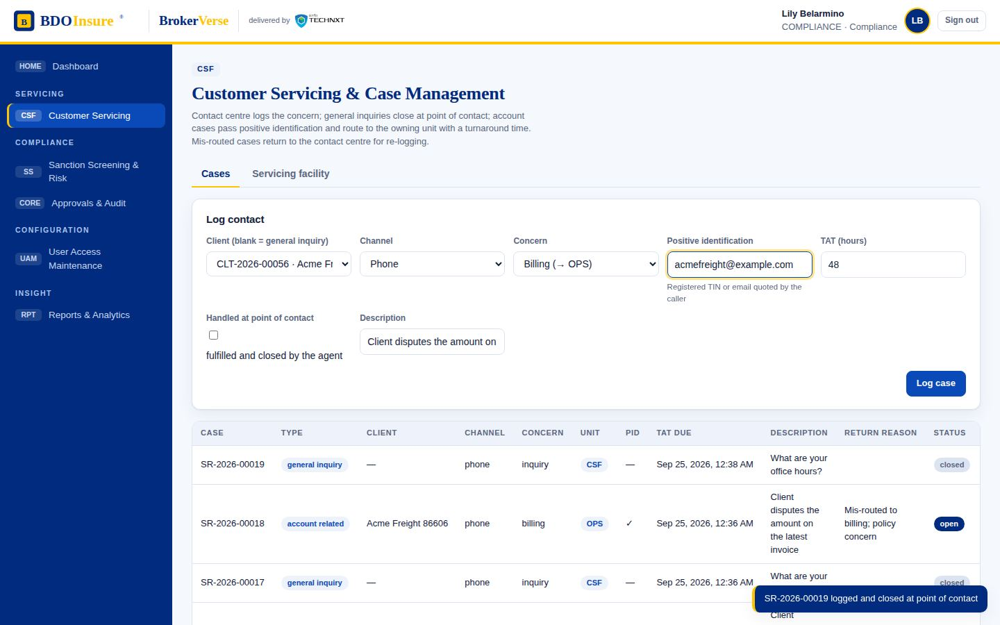 B BDOInsure ®
BrokerVerse
delivered by TECHNXT
Lily Belarmino
COMPLIANCE · Compliance
LB
Sign out
HOME Dashboard
SERVICING
CSF Customer Servicing
COMPLIANCE
SS Sanction Screening &
Risk
CORE Approvals & Audit
CONFIGURATION
UAM User Access
Maintenance
INSIGHT
RPT Reports & Analytics
CSF
Customer Servicing & Case Management
Contact centre logs the concern; general inquiries close at point of contact; account
cases pass positive identification and route to the owning unit with a turnaround time.
Mis-routed cases return to the contact centre for re-logging.
Cases Servicing facility
Log contact
Client (blank = general inquiry) Channel Concern Positive identification TAT (hours)
CLT-2026-00056 · Acme Fr Phone Billing (→ OPS) acmefreight@example.com 48
Registered TIN or email quoted by the
caller
Handled at point of contact Description
Client disputes the amount on
fulfilled and closed by the agent
Log case
CASE TYPE CLIENT CHANNEL CONCERN UNIT PID TAT DUE DESCRIPTION RETURN REASON STATUS
SR-2026-00019 general inquiry — phone inquiry CSF — Sep 25, 2026, 12:38 AM What are your
office hours? closed
SR-2026-00018 account related Acme Freight 86606 phone billing OPS ✓ Sep 25, 2026, 12:36 AM Client
disputes the
amount on
the latest
invoice
Mis-routed to
billing; policy
concern
open
SR-2026-00017 general inquiry — phone inquiry CSF — Sep 25, 2026, 12:36 AM What are your
closed
SR-2026-00019 logged and closed at point of contact
Client